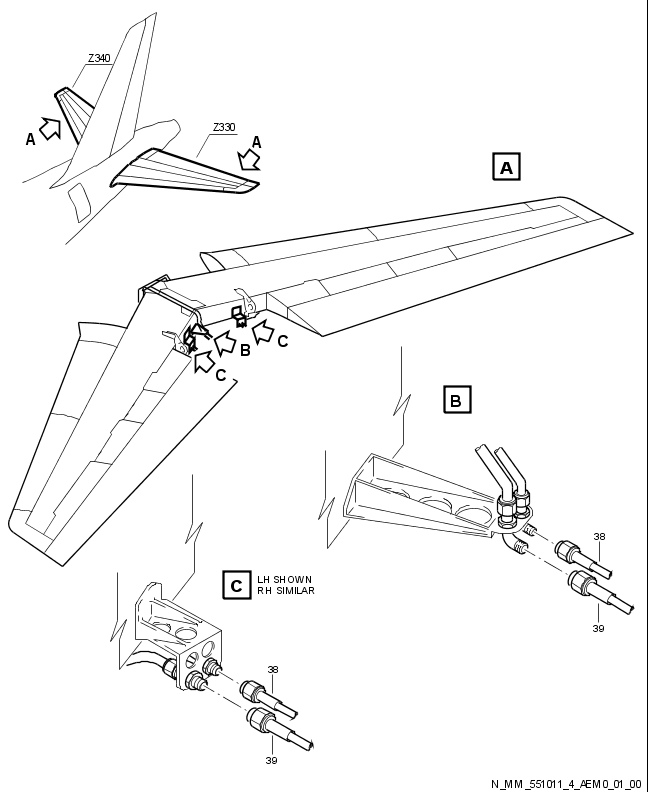 Z340
Z330
A
A
A
B
C
C
B
38
39
C
LH SHOWN
RH SIMILAR
38
39
N_MM_551011_4_AEM0_01_00